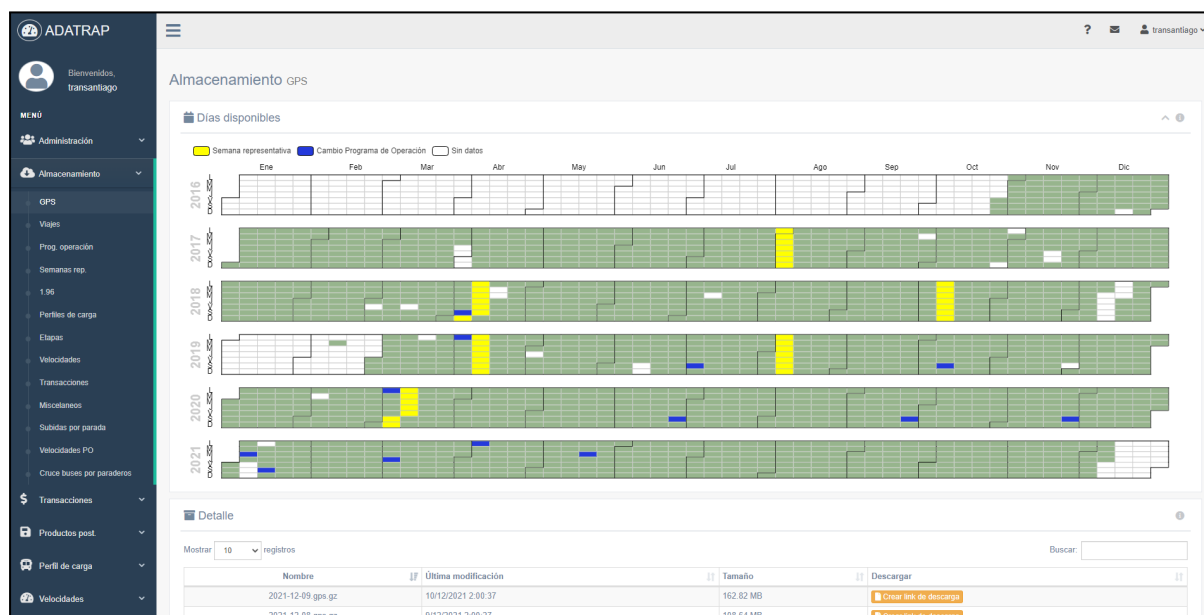 ADATRAP
? transantiago
Bienvenidos,
transantiago
MENÚ
Administración
Almacenamiento
GPS
Viajes
Prog. operación
Semanas rep.
1.96
Perfiles de carga
Etapas
Velocidades
Transacciones
Miscelaneos
Subidas por parada
Velocidades PO
Cruce buses por paraderos
$ Transacciones
Productos post.
Perfil de carga
Velocidades
Almacenamiento GPS
Días disponibles
Semana representativa Cambio Programa de Operación Sin datos
Ene Feb Mar Abr May Jun Jul Ago Sep Oct Nov Dic
2016
2017
2018
2019
2020
2021
Detalle
Mostrar 10 registros Buscar:
Nombre Última modificación Tamaño Descargar
2021-12-09.gps.gz 10/12/2021 2:00:37 162.82 MB Crear link de descarga